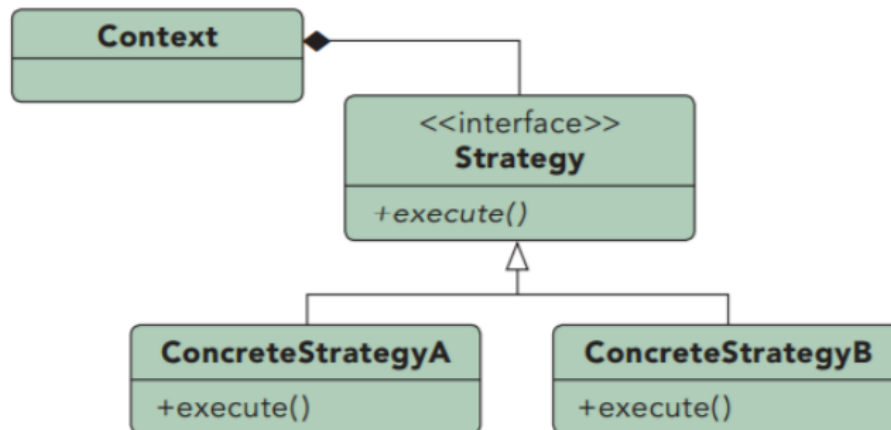 Context
<<interface>>
Strategy
+execute()
ConcreteStrategyA
+execute()
ConcreteStrategyB
+execute()